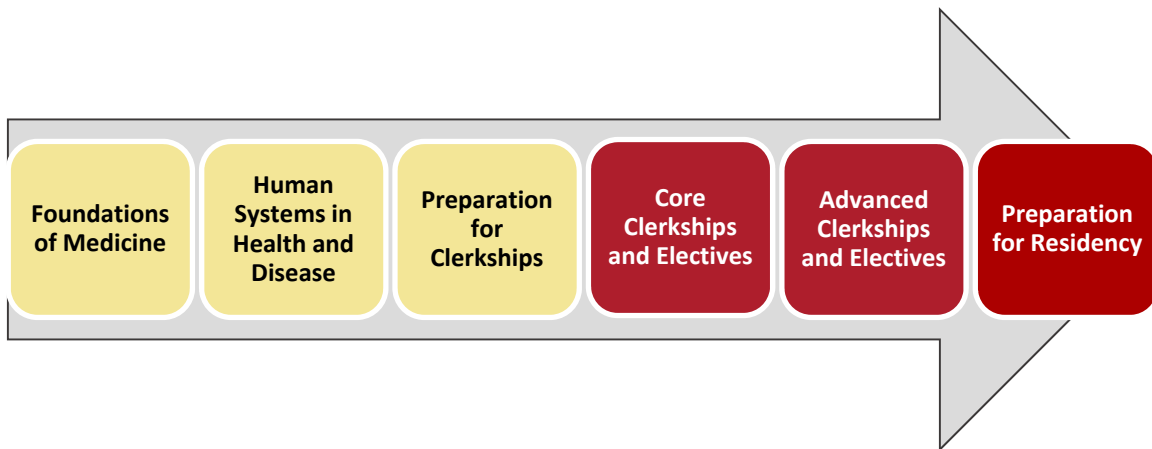 Foundations
of Medicine
Human
Systems in
Health and
Disease
Preparation
for
Clerkships
Core
Clerkships
and Electives
Advanced
Clerkships
and Electives
Preparation
for Residency